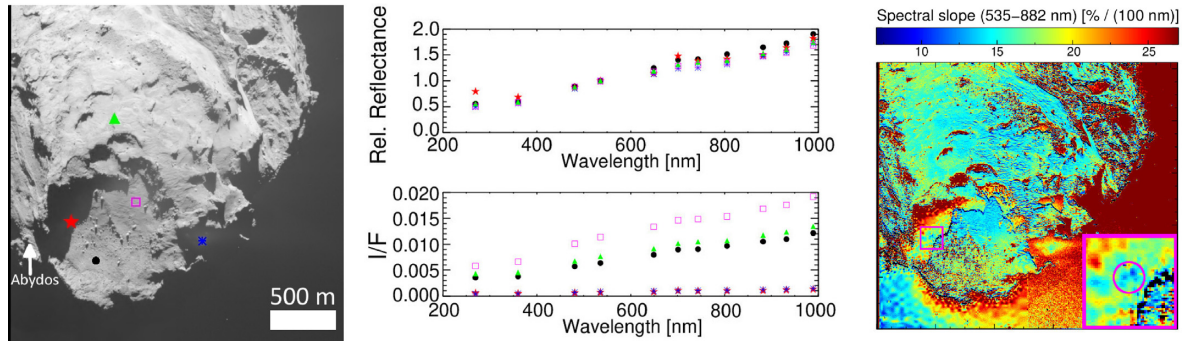 Abydos
500 m
Rel. Reflectance
2.0
1.5
1.0
0.5
0.0
200 400 600 800 1000
Wavelength [nm]
I/F
0.020
0.015
0.010
0.005
0.000
200 400 600 800 1000
Wavelength [nm]
Spectral slope (535−882 nm) [% / (100 nm)]
10 15 20 25